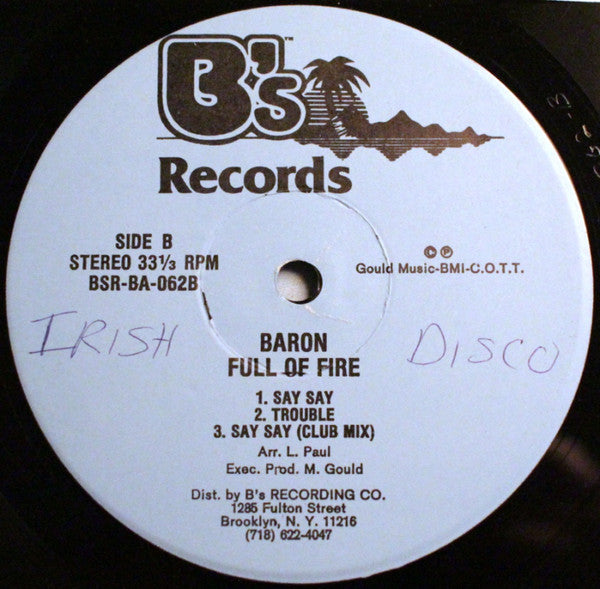 B's™
Records
SIDE B
STEREO 33⅓ RPM
BSR-BA-062B
© ℗
Gould Music-BMI-C.O.T.T.
IRISH
DISCO
BARON
FULL OF FIRE
1. SAY SAY
2. TROUBLE
3. SAY SAY (CLUB MIX)
Arr. L. Paul
Exec. Prod. M. Gould
Dist. by B's RECORDING CO.
1285 Fulton Street
Brooklyn, N. Y. 11216
(718) 622-4047